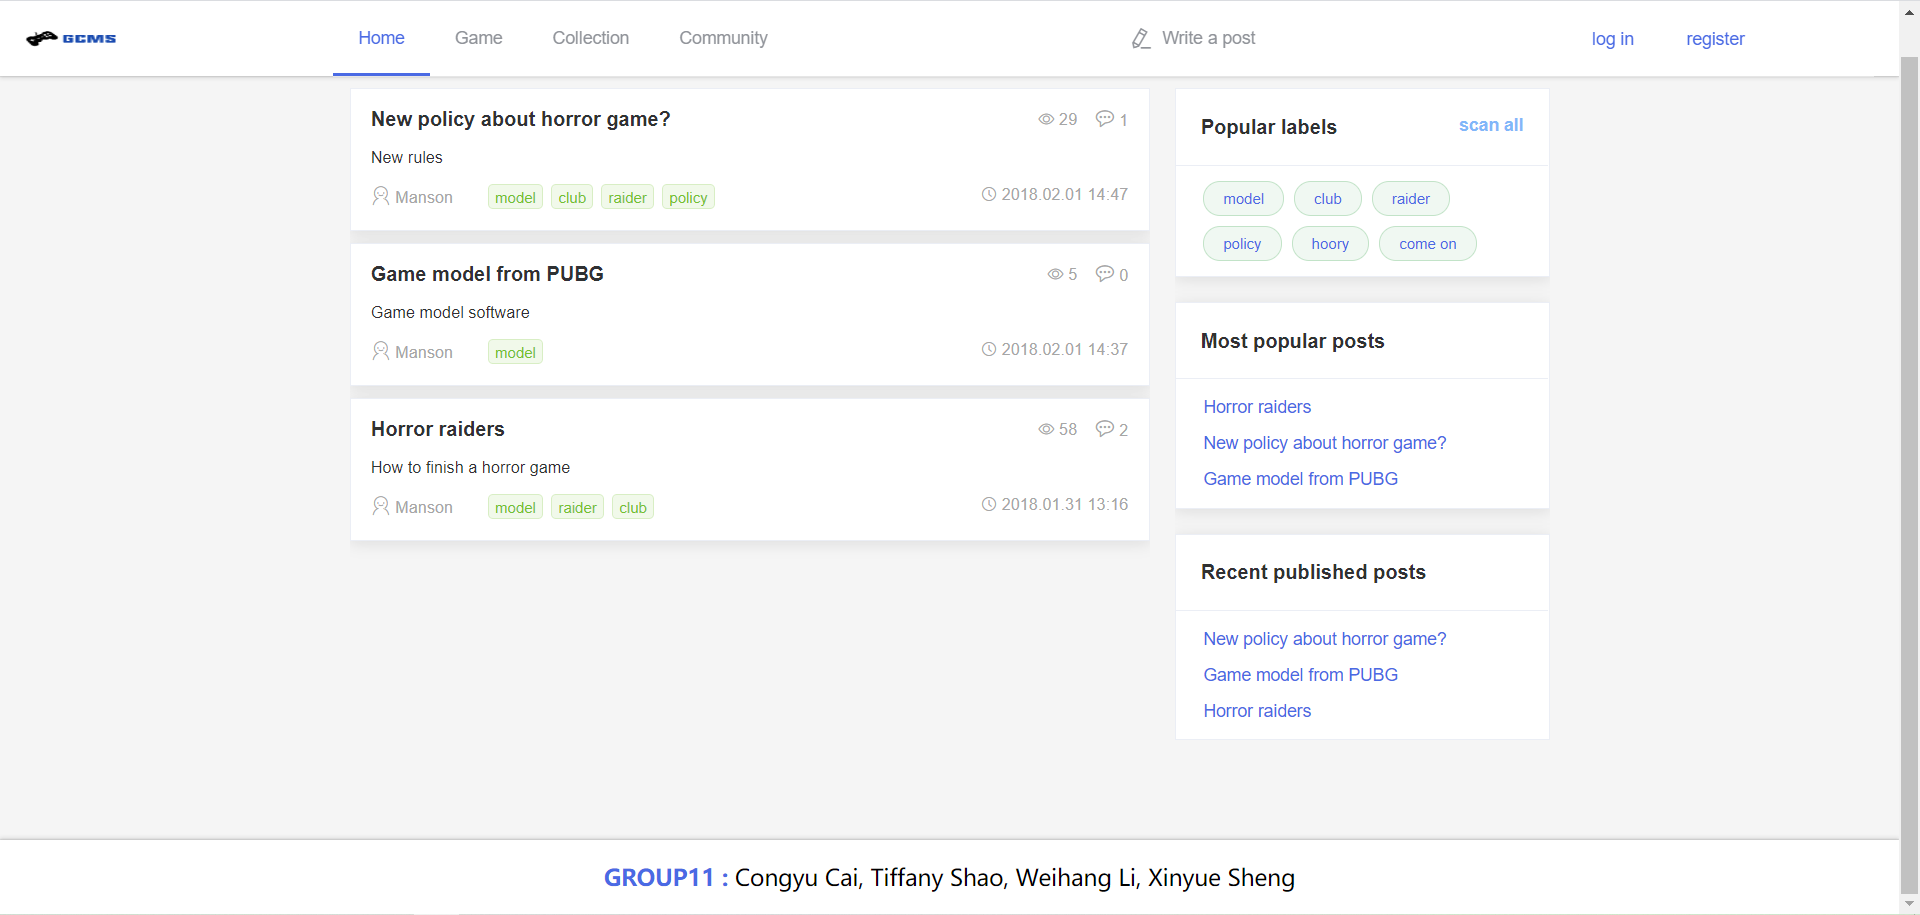 GCMS
Home Game Collection Community Write a post log in register
New policy about horror game? 29 1
New rules
Manson model club raider policy 2018.02.01 14:47
Game model from PUBG 5 0
Game model software
Manson model 2018.02.01 14:37
Horror raiders 58 2
How to finish a horror game
Manson model raider club 2018.01.31 13:16
Popular labels scan all
model club raider
policy hoory come on
Most popular posts
Horror raiders
New policy about horror game?
Game model from PUBG
Recent published posts
New policy about horror game?
Game model from PUBG
Horror raiders
GROUP11 : Congyu Cai, Tiffany Shao, Weihang Li, Xinyue Sheng